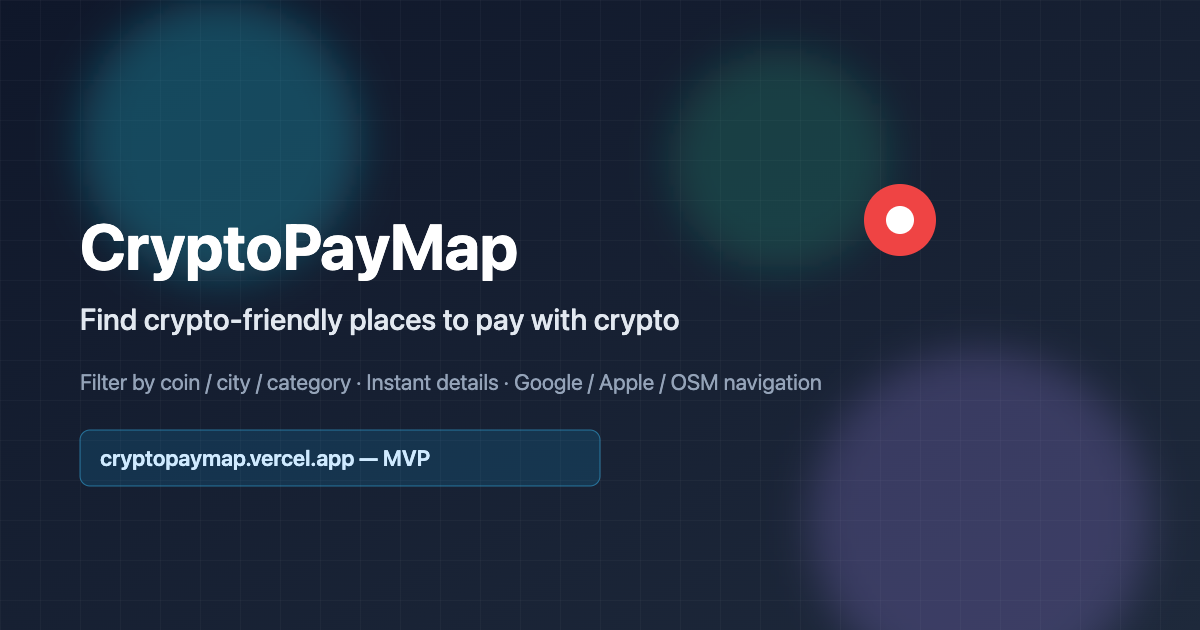 CryptoPayMap
Find crypto-friendly places to pay with crypto
Filter by coin / city / category · Instant details · Google / Apple / OSM navigation
cryptopaymap.vercel.app — MVP